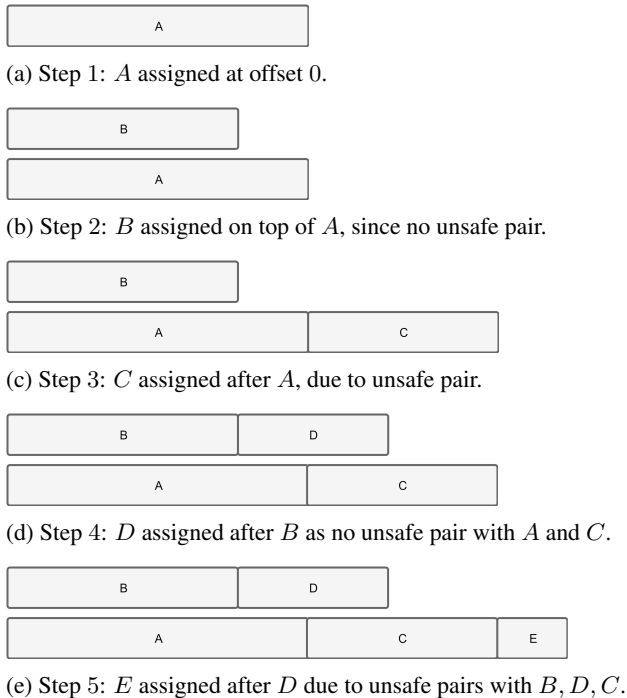 A
(a) Step 1: A assigned at offset 0.
B
A
(b) Step 2: B assigned on top of A, since no unsafe pair.
B
A C
(c) Step 3: C assigned after A, due to unsafe pair.
B D
A C
(d) Step 4: D assigned after B as no unsafe pair with A and C.
B D
A C E
(e) Step 5: E assigned after D due to unsafe pairs with B, D, C.